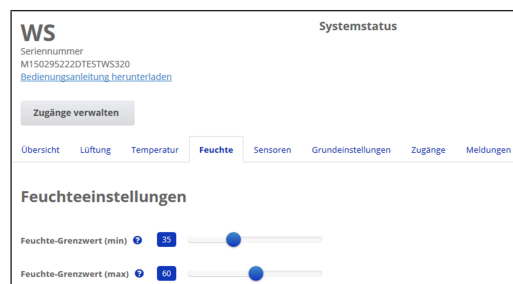 WS
Systemstatus
Seriennummer
M150295222DTESTWS320
Bedienungsanleitung herunterladen
Zugänge verwalten
Übersicht Lüftung Temperatur Feuchte Sensoren Grundeinstellungen Zugänge Meldungen
Feuchteeinstellungen
Feuchte-Grenzwert (min) ? 35
Feuchte-Grenzwert (max) ? 60